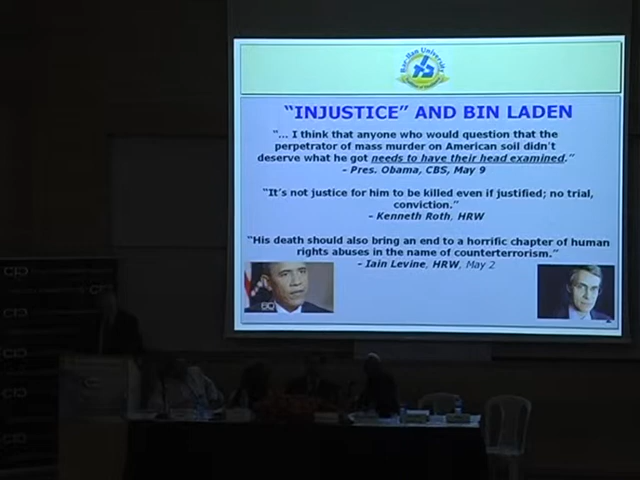 Bar-Ilan University
"INJUSTICE" AND BIN LADEN
"... I think that anyone who would question that the
perpetrator of mass murder on American soil didn't
deserve what he got needs to have their head examined."
– Pres. Obama, CBS, May 9
"It's not justice for him to be killed even if justified; no trial,
conviction."
– Kenneth Roth, HRW
"His death should also bring an end to a horrific chapter of human
rights abuses in the name of counterterrorism."
– Iain Levine, HRW, May 2
60